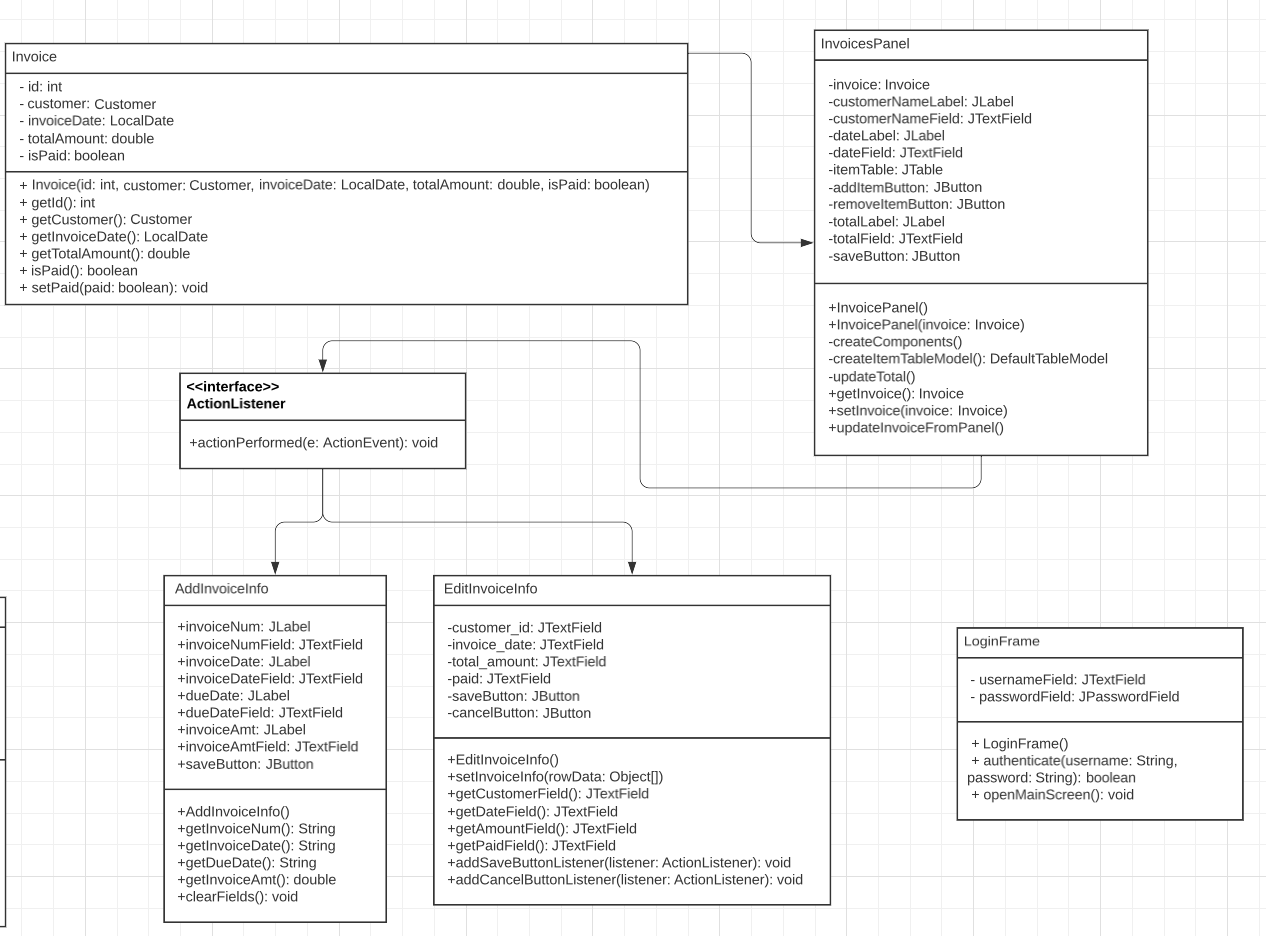 Invoice
- id: int
- customer: Customer
- invoiceDate: LocalDate
- totalAmount: double
- isPaid: boolean
+ Invoice(id: int, customer: Customer, invoiceDate: LocalDate, totalAmount: double, isPaid: boolean)
+ getId(): int
+ getCustomer(): Customer
+ getInvoiceDate(): LocalDate
+ getTotalAmount(): double
+ isPaid(): boolean
+ setPaid(paid: boolean): void
InvoicesPanel
-invoice: Invoice
-customerNameLabel: JLabel
-customerNameField: JTextField
-dateLabel: JLabel
-dateField: JTextField
-itemTable: JTable
-addItemButton: JButton
-removeItemButton: JButton
-totalLabel: JLabel
-totalField: JTextField
-saveButton: JButton
+InvoicePanel()
+InvoicePanel(invoice: Invoice)
-createComponents()
-createItemTableModel(): DefaultTableModel
-updateTotal()
+getInvoice(): Invoice
+setInvoice(invoice: Invoice)
+updateInvoiceFromPanel()
<<interface>>
ActionListener
+actionPerformed(e: ActionEvent): void
AddInvoiceInfo
+invoiceNum: JLabel
+invoiceNumField: JTextField
+invoiceDate: JLabel
+invoiceDateField: JTextField
+dueDate: JLabel
+dueDateField: JTextField
+invoiceAmt: JLabel
+invoiceAmtField: JTextField
+saveButton: JButton
+AddInvoiceInfo()
+getInvoiceNum(): String
+getInvoiceDate(): String
+getDueDate(): String
+getInvoiceAmt(): double
+clearFields(): void
EditInvoiceInfo
-customer_id: JTextField
-invoice_date: JTextField
-total_amount: JTextField
-paid: JTextField
-saveButton: JButton
-cancelButton: JButton
+EditInvoiceInfo()
+setInvoiceInfo(rowData: Object[])
+getCustomerField(): JTextField
+getDateField(): JTextField
+getAmountField(): JTextField
+getPaidField(): JTextField
+addSaveButtonListener(listener: ActionListener): void
+addCancelButtonListener(listener: ActionListener): void
LoginFrame
- usernameField: JTextField
- passwordField: JPasswordField
+ LoginFrame()
+ authenticate(username: String,
password: String): boolean
+ openMainScreen(): void